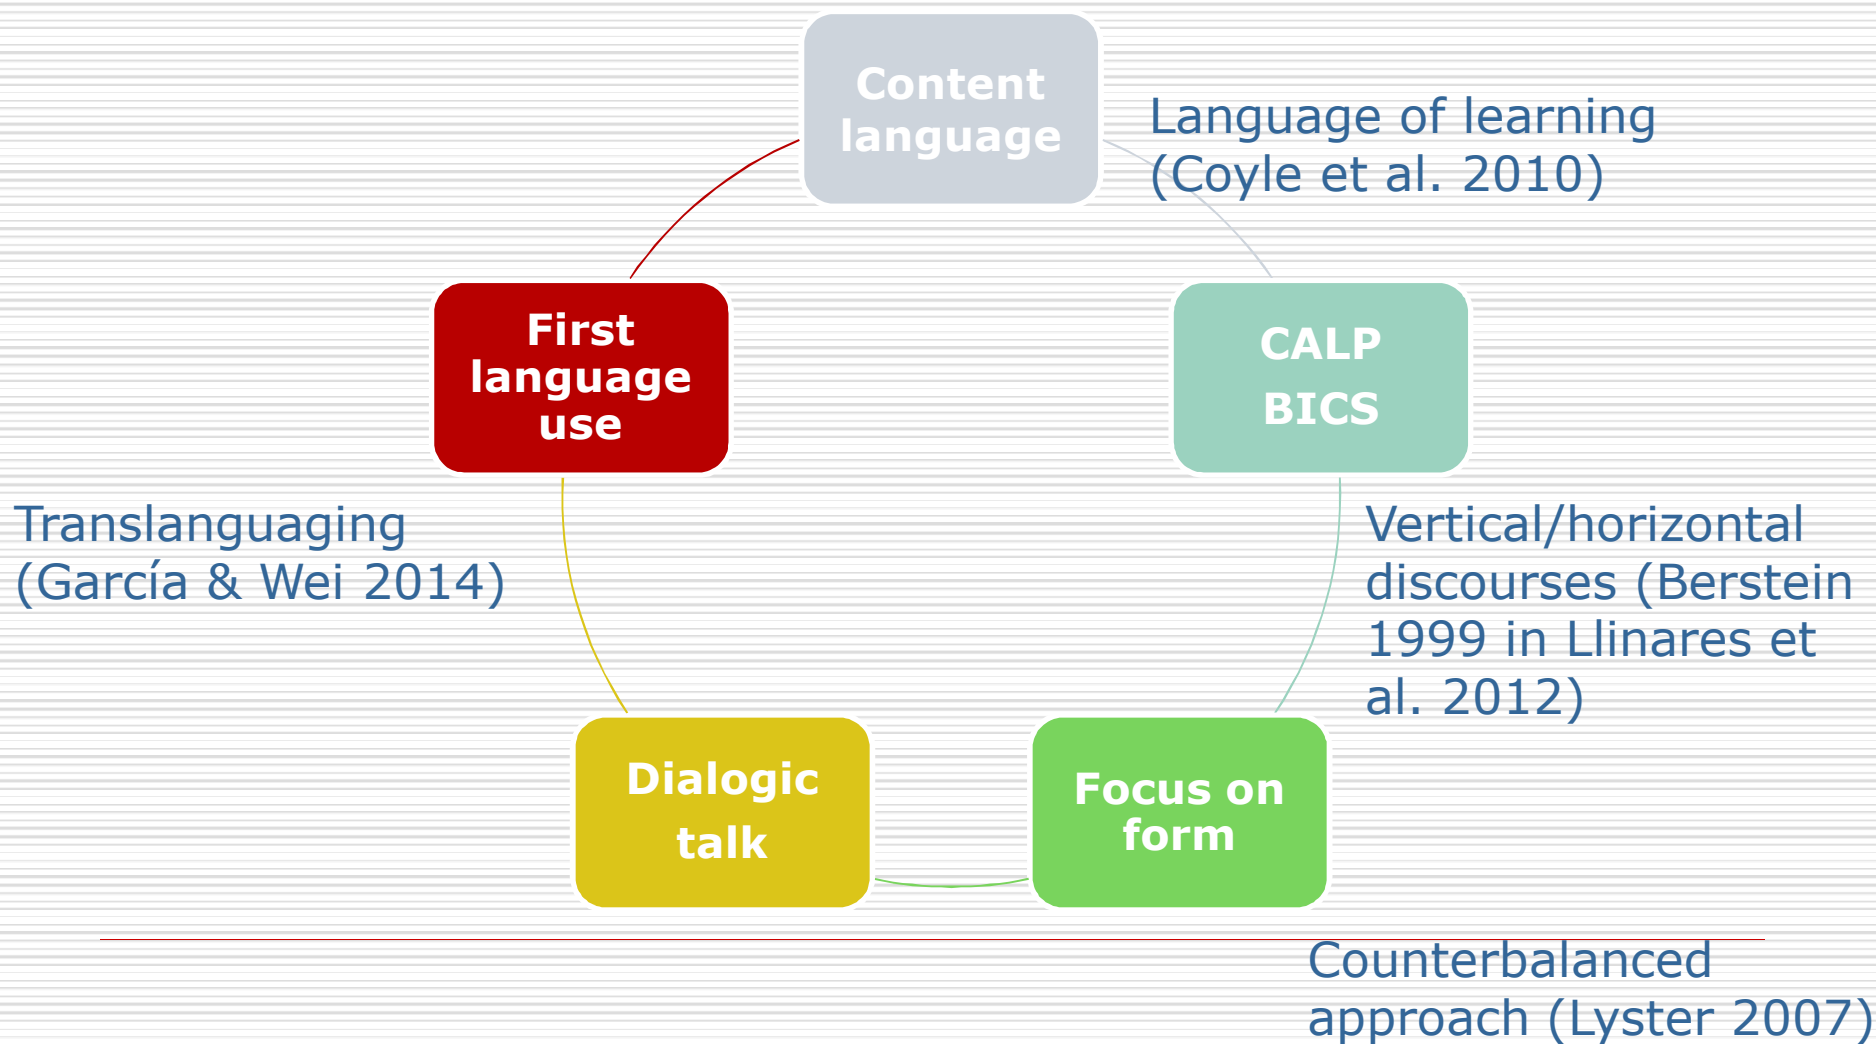 Content
language
Language of learning
(Coyle et al. 2010)
First
language
use
CALP
BICS
Translanguaging
(García & Wei 2014)
Vertical/horizontal
discourses (Berstein
1999 in Llinares et
al. 2012)
Dialogic
talk
Focus on
form
Counterbalanced
approach (Lyster 2007)